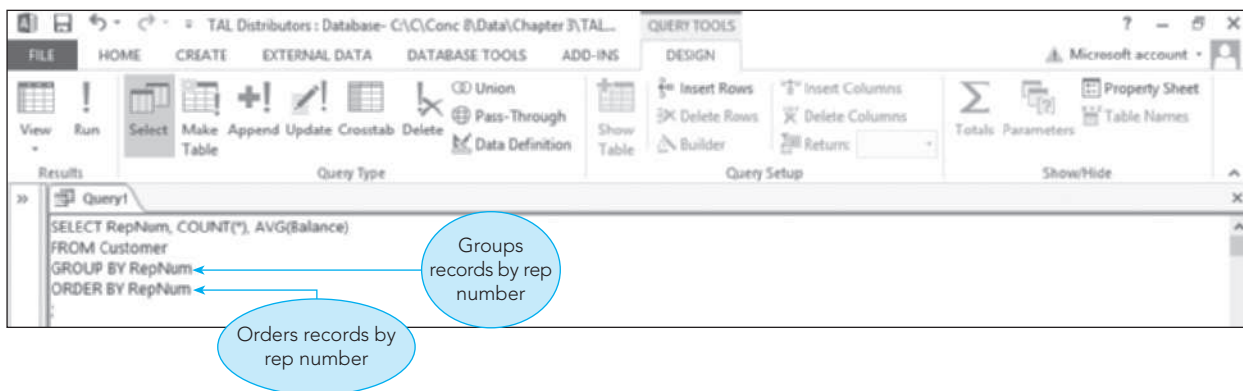 TAL Distributors : Database- C:\C\Conc 8\Data\Chapter 3\TAL... QUERY TOOLS ?
FILE HOME CREATE EXTERNAL DATA DATABASE TOOLS ADD-INS DESIGN Microsoft account
View Run Select Make Table Append Update Crosstab Delete
Union
Pass-Through
Data Definition
Show Table
Insert Rows
Delete Rows
Builder
Insert Columns
Delete Columns
Return:
Totals Parameters
Property Sheet
Table Names
Results Query Type Query Setup Show/Hide
Query1
SELECT RepNum, COUNT(*), AVG(Balance)
FROM Customer
GROUP BY RepNum
ORDER BY RepNum
;
Groups
records by rep
number
Orders records by
rep number